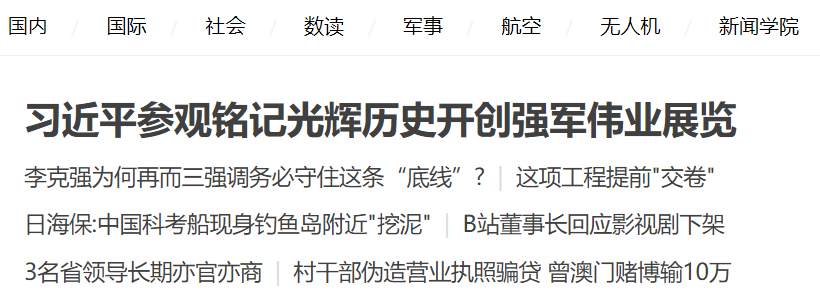 国内 / 国际 / 社会 / 数读 / 军事 / 航空 / 无人机 / 新闻学院
习近平参观铭记光辉历史开创强军伟业展览
李克强为何再而三强调务必守住这条“底线”? | 这项工程提前"交卷"
日海保:中国科考船现身钓鱼岛附近"挖泥" | B站董事长回应影视剧下架
3名省领导长期亦官亦商 | 村干部伪造营业执照骗贷 曾澳门赌博输10万